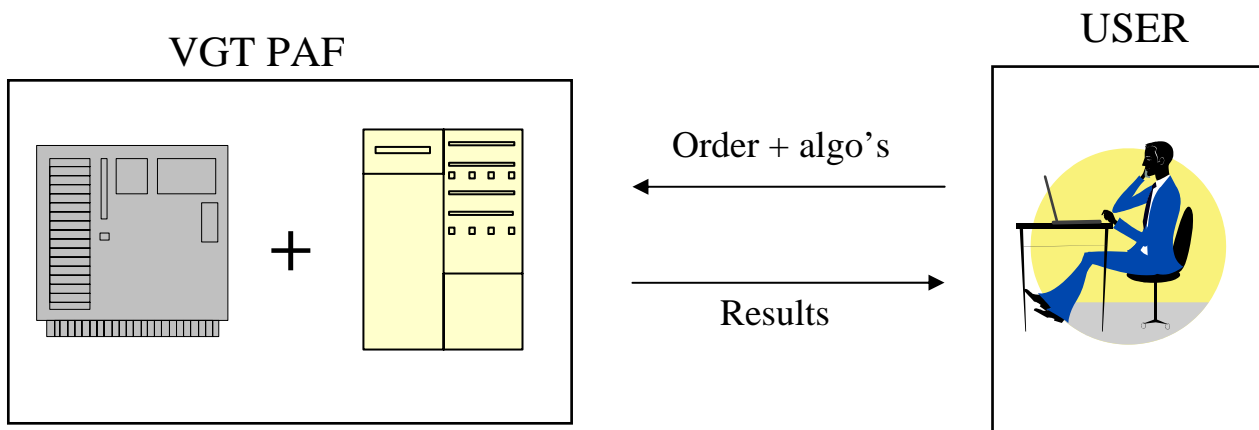 VGT PAF
USER
Order + algo’s
+
Results